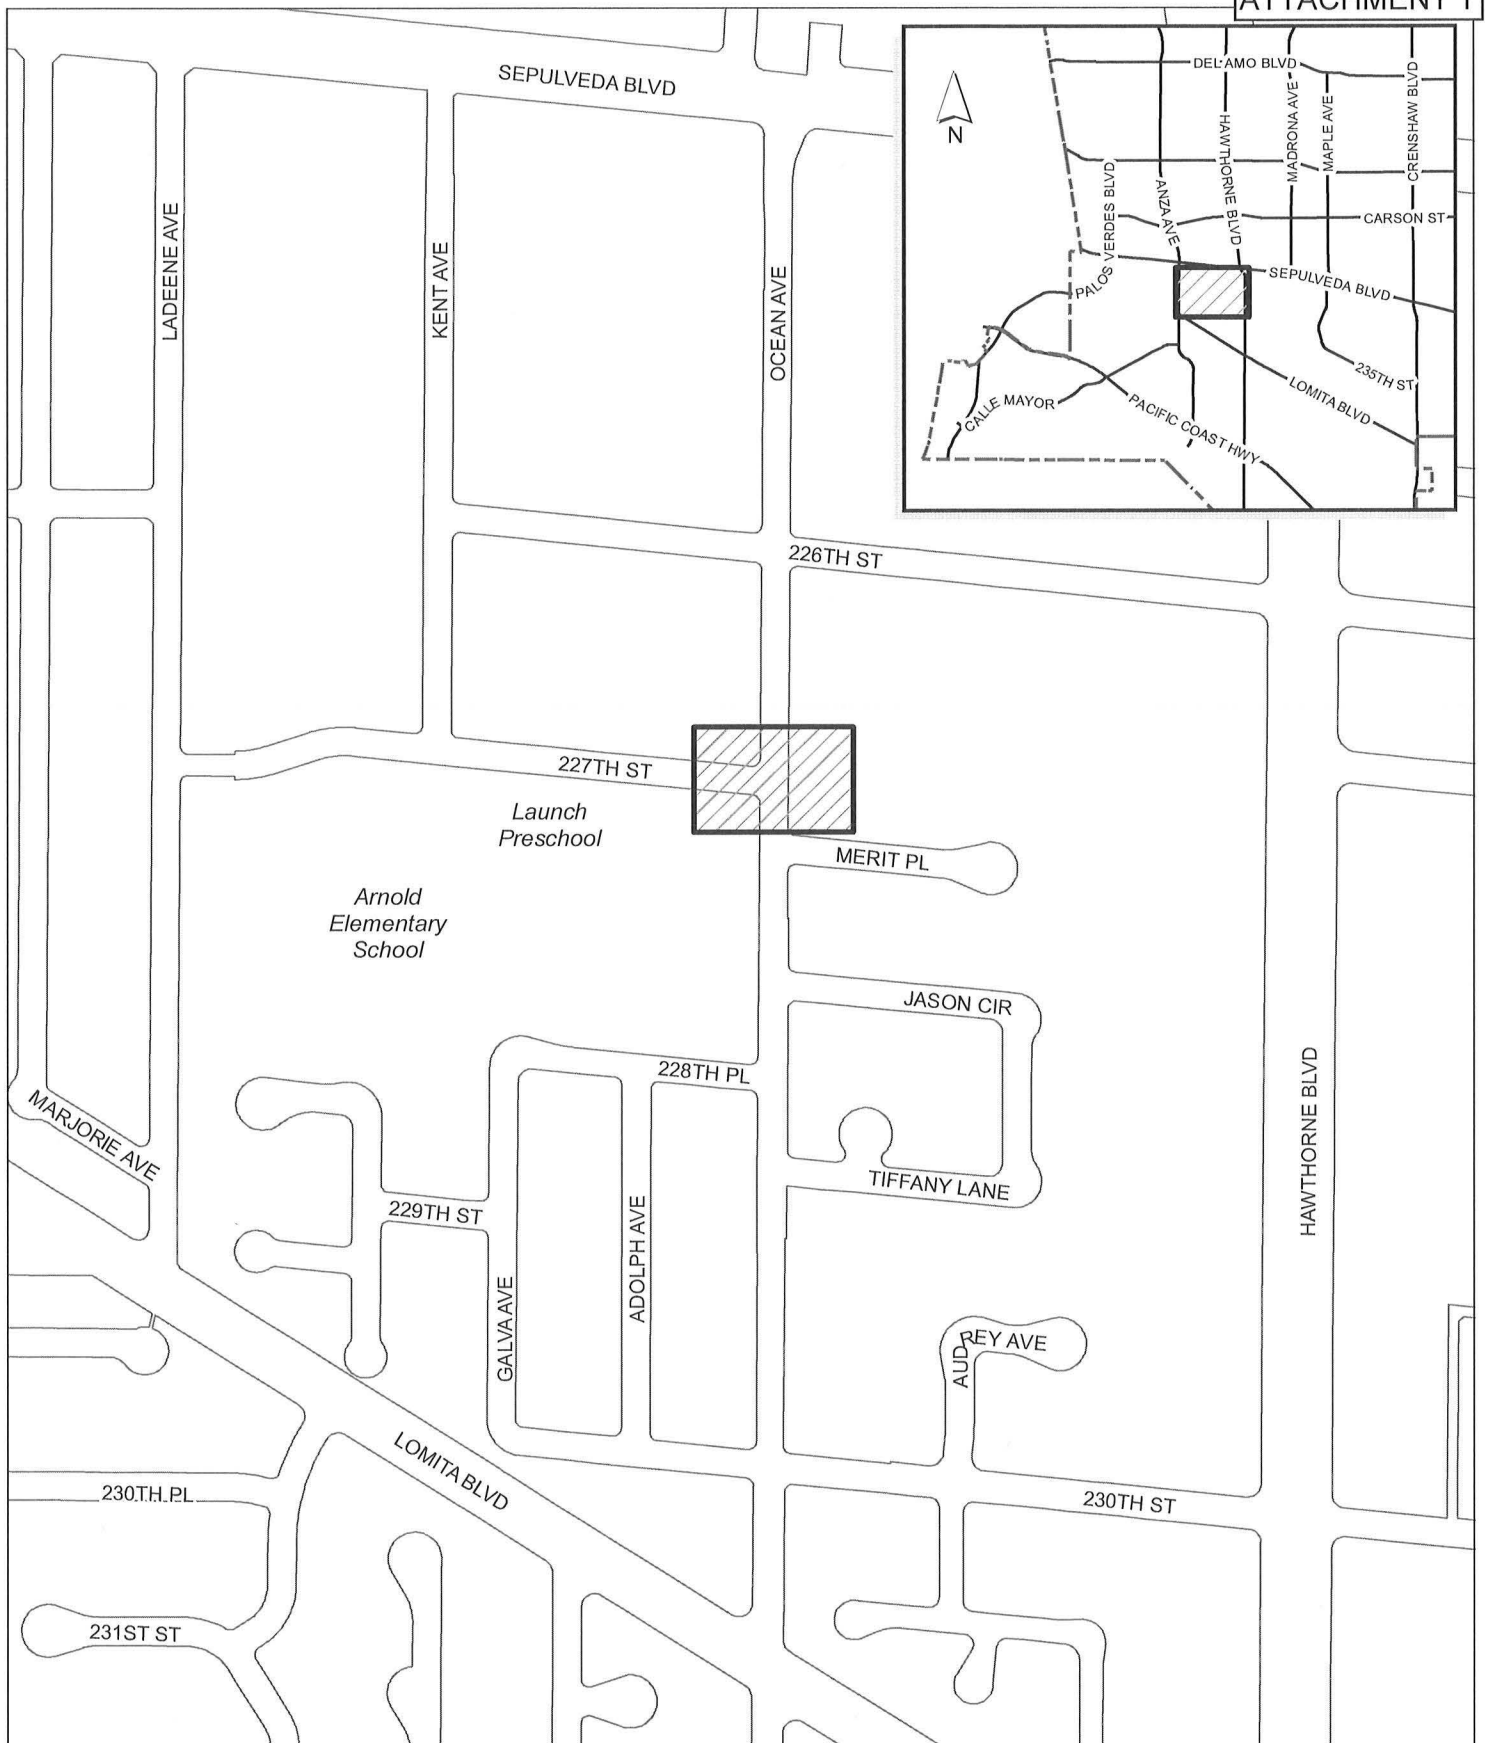 ATTACHMENT 1
SEPULVEDA BLVD
LADEENE AVE
KENT AVE
OCEAN AVE
N
DEL AMO BLVD
HAWTHORNE BLVD
MADRONA AVE
MAPLE AVE
CRENSHAW BLVD
PALOS VERDES BLVD
ANZA AVE
CARSON ST
SEPULVEDA BLVD
235TH ST
LOMITA BLVD
CALLE MAYOR
PACIFIC COAST HWY
226TH ST
227TH ST
Launch
Preschool
MERIT PL
Arnold
Elementary
School
JASON CIR
228TH PL
MARJORIE AVE
TIFFANY LANE
229TH ST
ADOLPH AVE
HAWTHORNE BLVD
GALVA AVE
AUDREY AVE
LOMITA BLVD
230TH PL
230TH ST
231ST ST